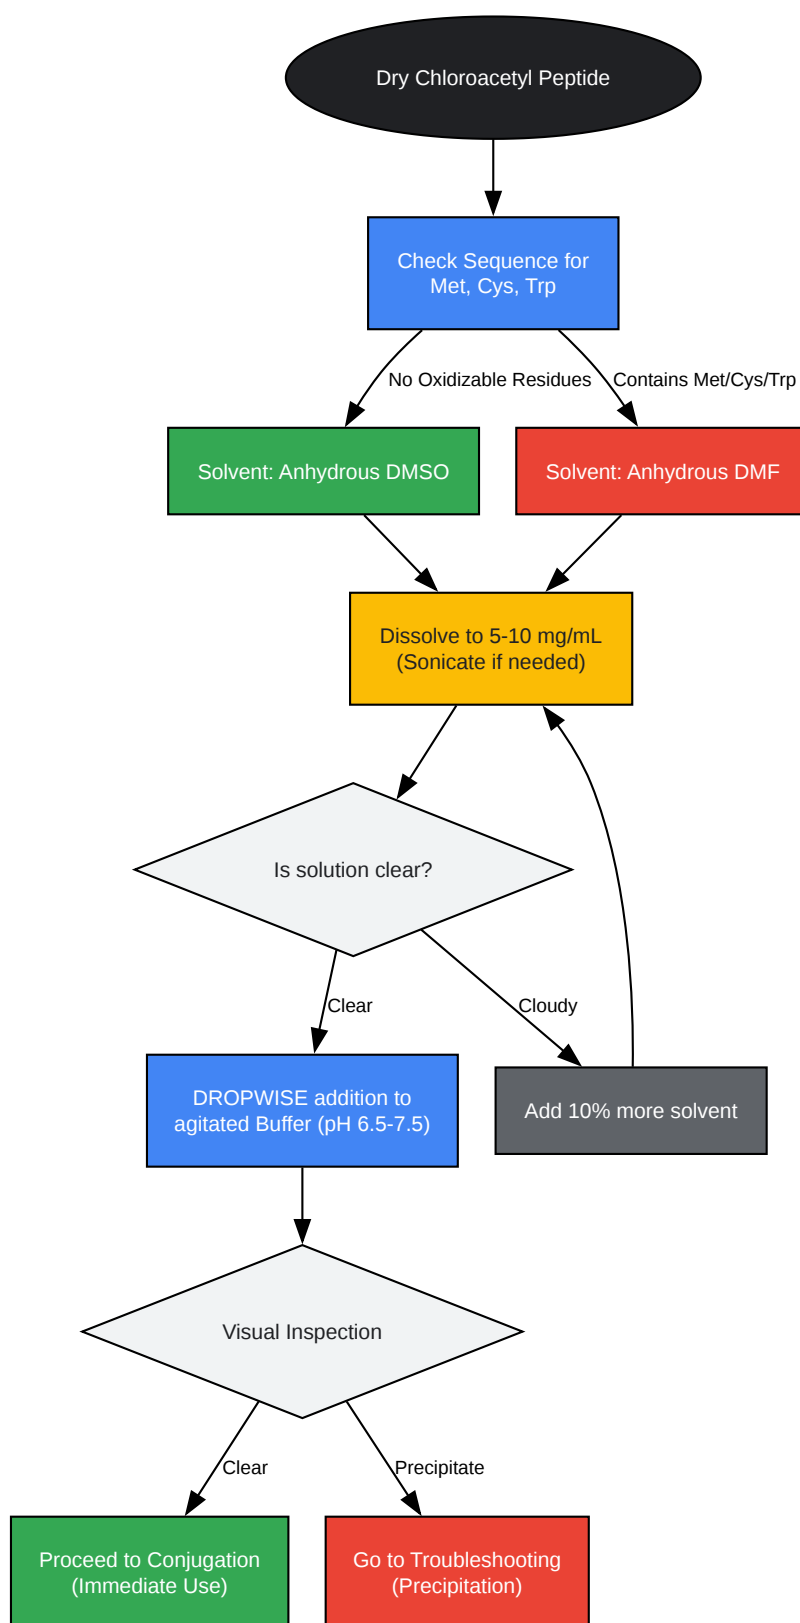 Dry Chloroacetyl Peptide
Check Sequence for
Met, Cys, Trp
No Oxidizable Residues
Contains Met/Cys/Trp
Solvent: Anhydrous DMSO
Solvent: Anhydrous DMF
Dissolve to 5-10 mg/mL
(Sonicate if needed)
Is solution clear?
Clear
Cloudy
DROPWISE addition to
agitated Buffer (pH 6.5-7.5)
Add 10% more solvent
Visual Inspection
Clear
Precipitate
Proceed to Conjugation
(Immediate Use)
Go to Troubleshooting
(Precipitation)